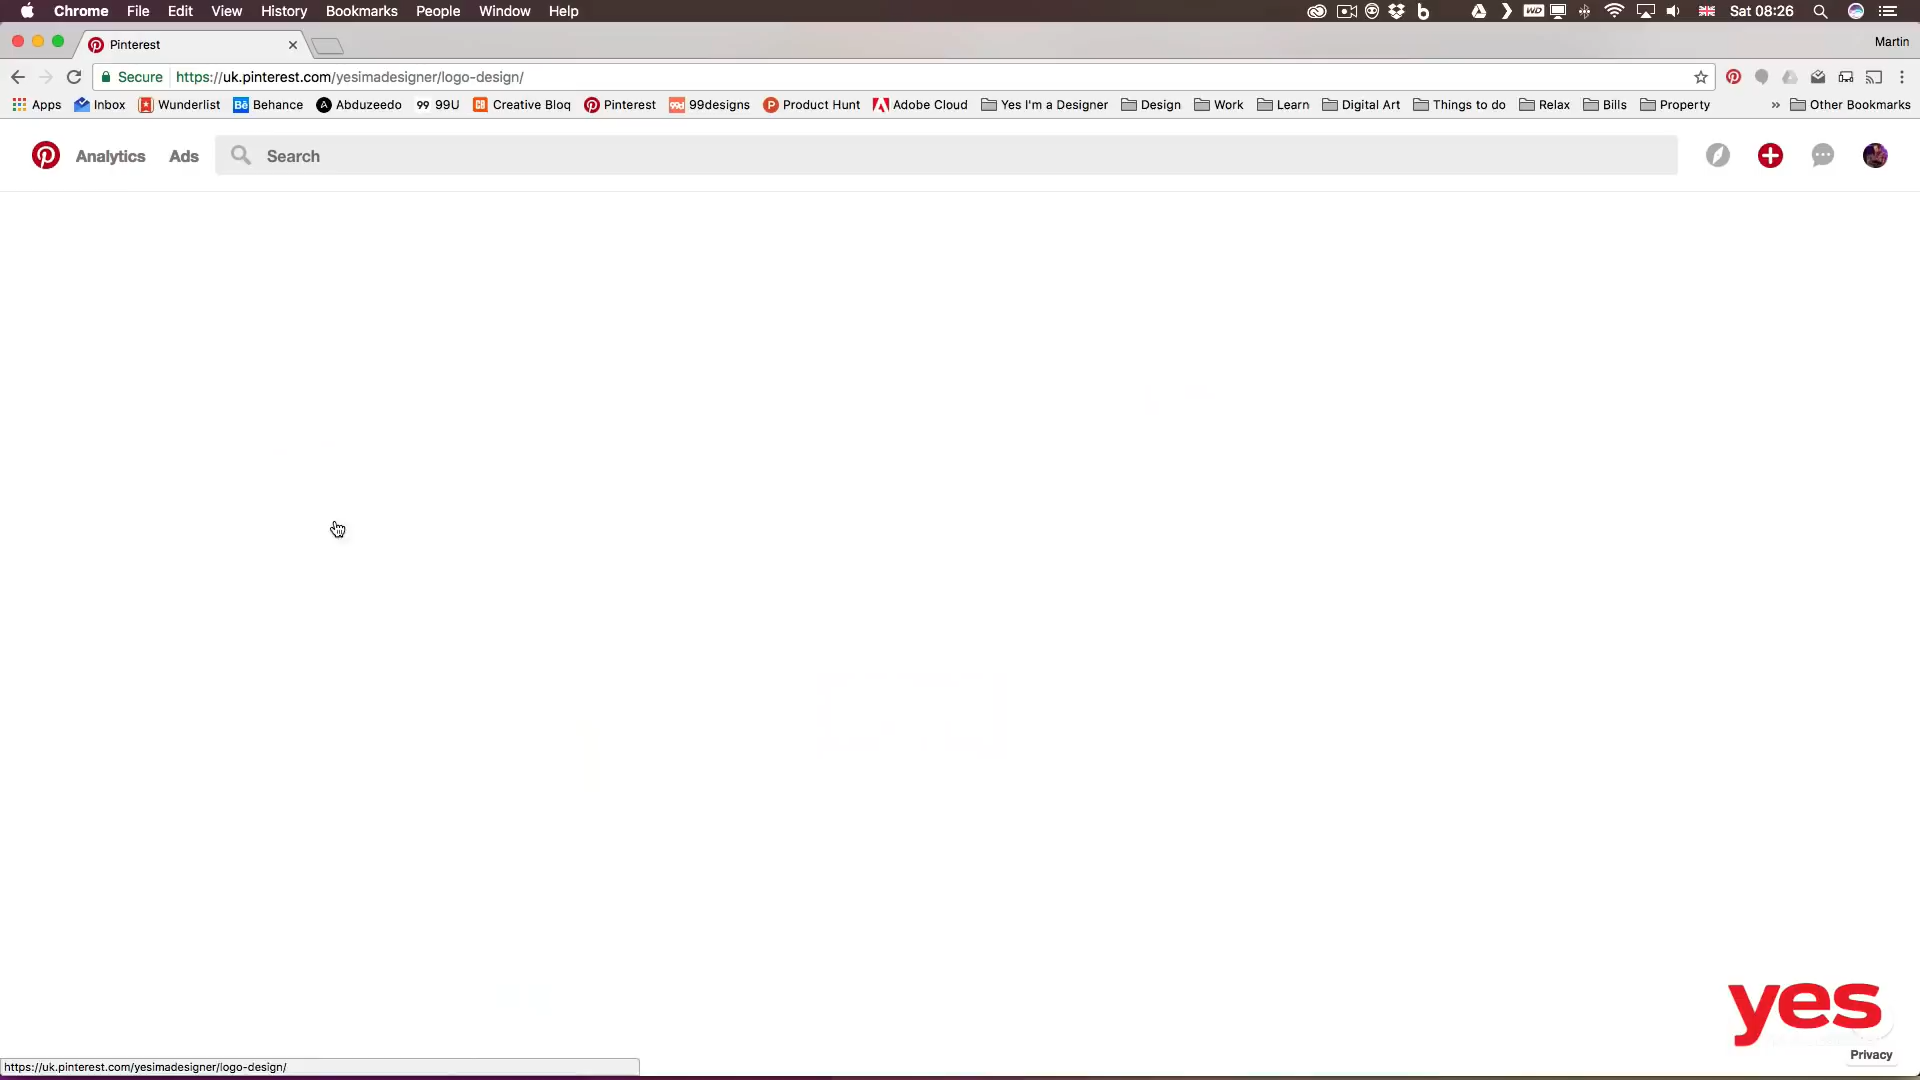 Chrome File Edit View History Bookmarks People Window Help Sat 08:26
Pinterest Martin
Secure https://uk.pinterest.com/yesimadesigner/logo-design/
Apps Inbox Wunderlist Behance Abduzeedo 99U Creative Bloq Pinterest 99designs Product Hunt Adobe Cloud Yes I'm a Designer Design Work Learn Digital Art Things to do Relax Bills Property » Other Bookmarks
Analytics Ads Search
yes
Privacy
https://uk.pinterest.com/yesimadesigner/logo-design/